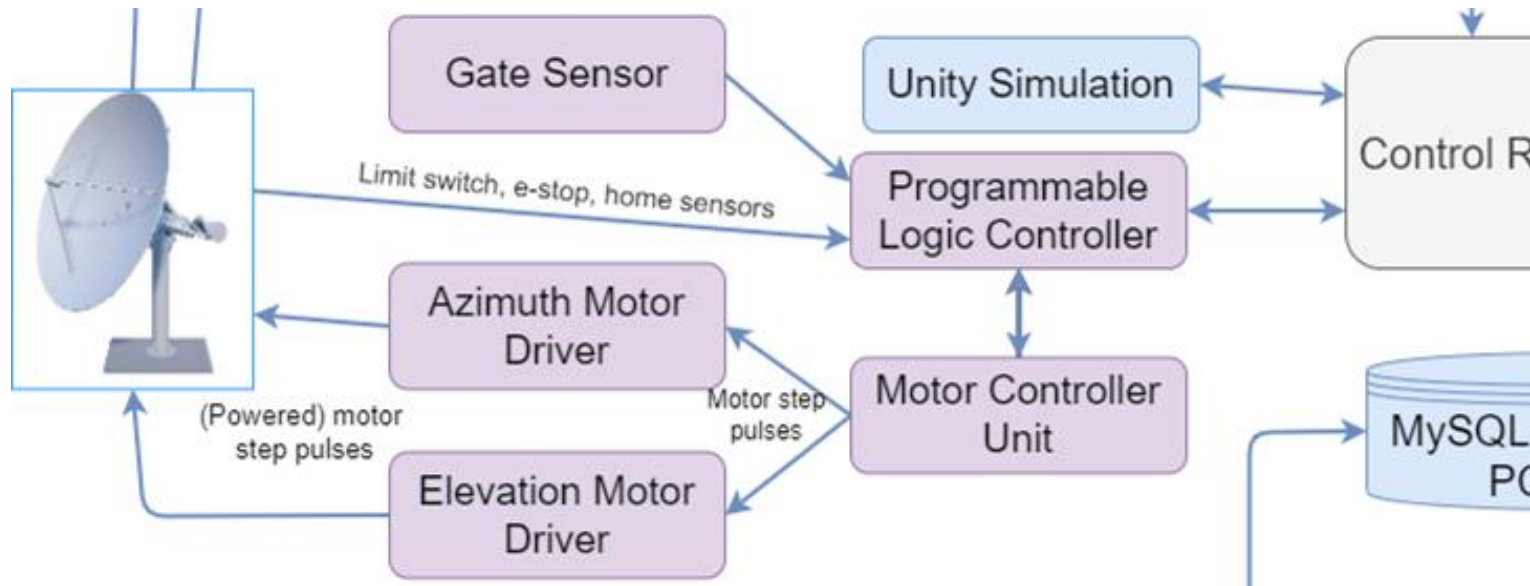 Gate Sensor
Unity Simulation
Control R
Limit switch, e-stop, home sensors
Programmable
Logic Controller
Azimuth Motor
Driver
(Powered) motor
step pulses
Motor step
pulses
Motor Controller
Unit
Elevation Motor
Driver
MySQL
PC